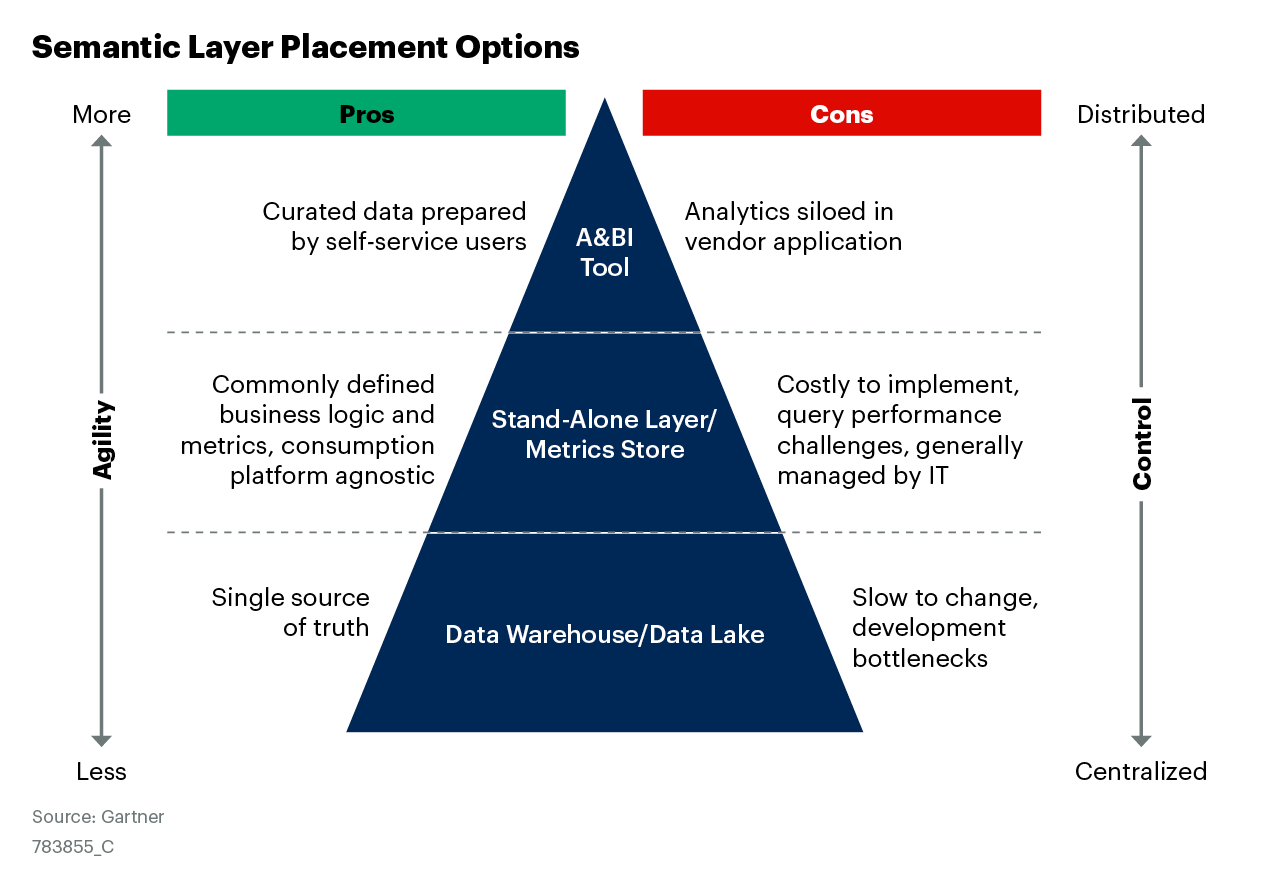 Semantic Layer Placement Options
More
Pros
Cons
Distributed
Curated data prepared
by self-service users
A&BI
Tool
Analytics siloed in
vendor application
Agility
Commonly defined
business logic and
metrics, consumption
platform agnostic
Stand-Alone Layer/
Metrics Store
Costly to implement,
query performance
challenges, generally
managed by IT
Control
Single source
of truth
Data Warehouse/Data Lake
Slow to change,
development
bottlenecks
Less
Centralized
Source: Gartner
783855_C